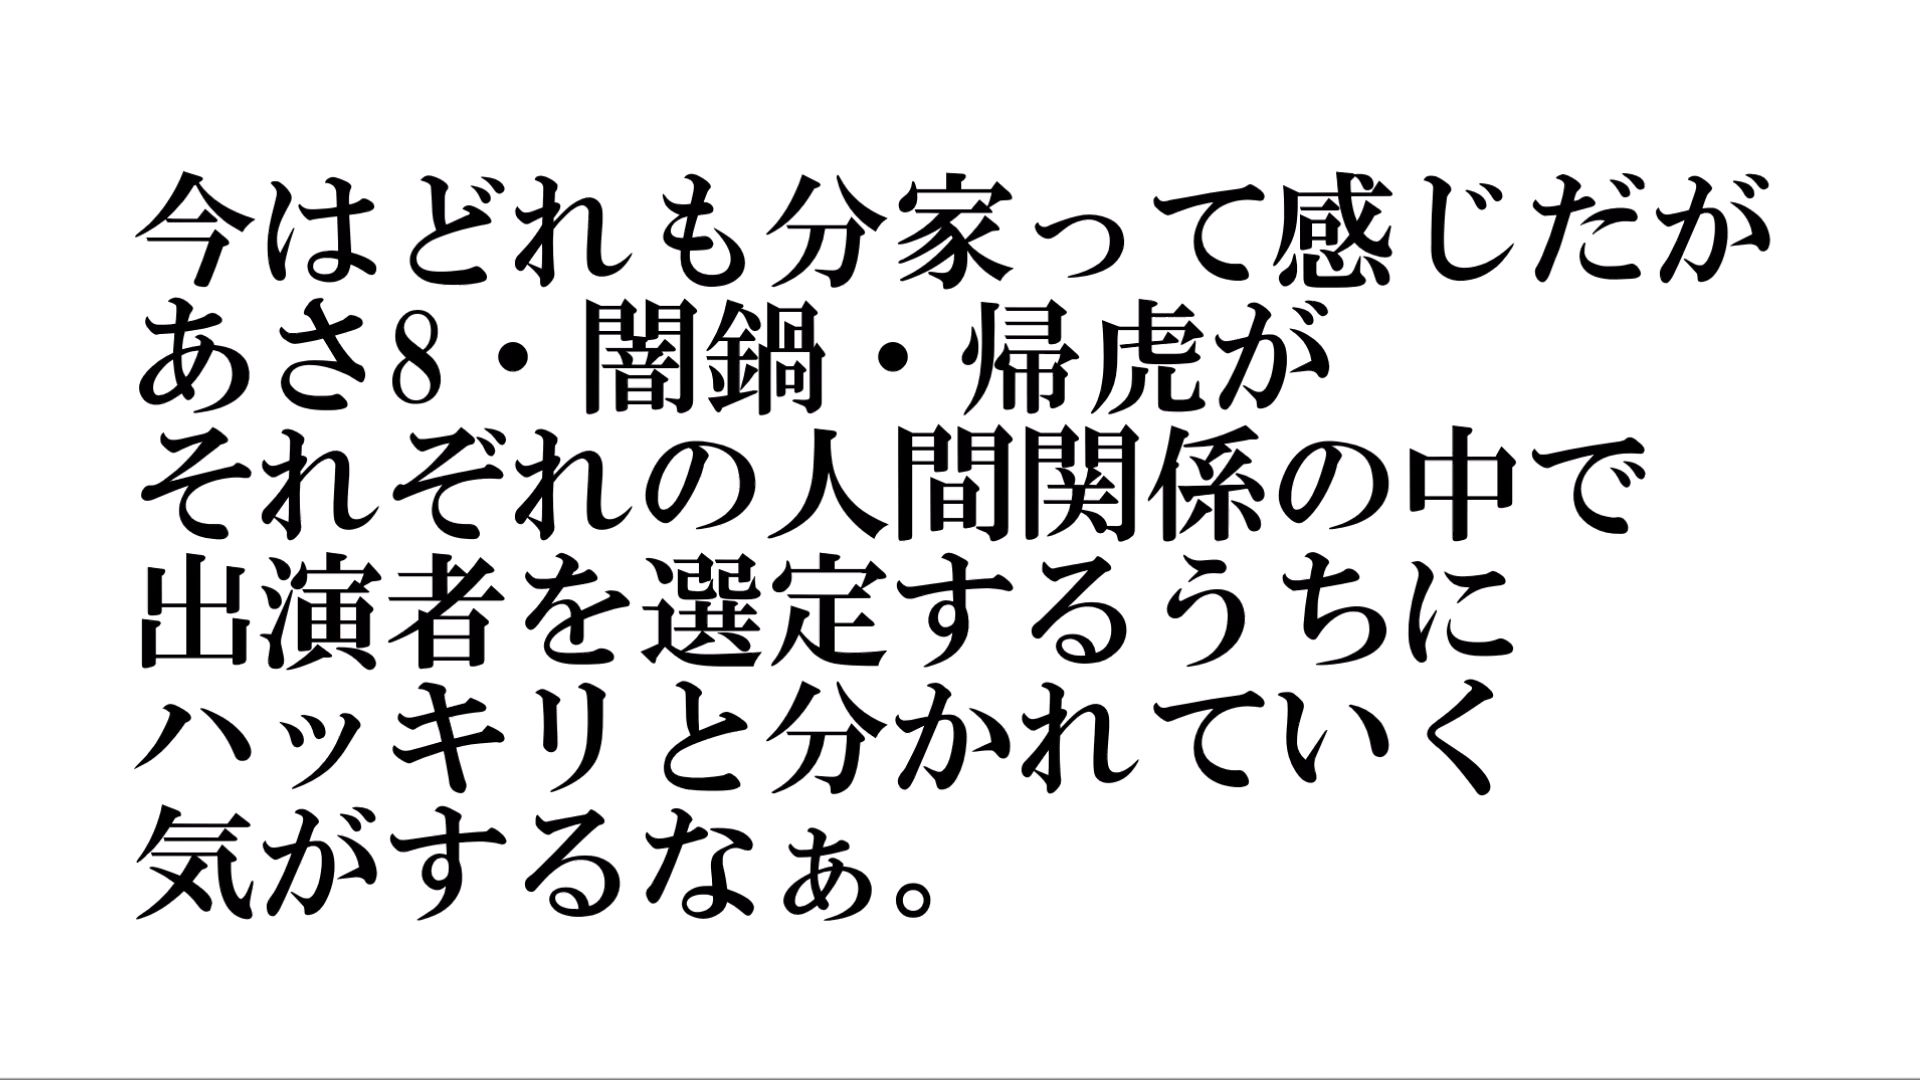 今はどれも分家って感じだが
あさ8・闇鍋・帰虎が
それぞれの人間関係の中で
出演者を選定するうちに
ハッキリと分かれていく
気がするなぁ。